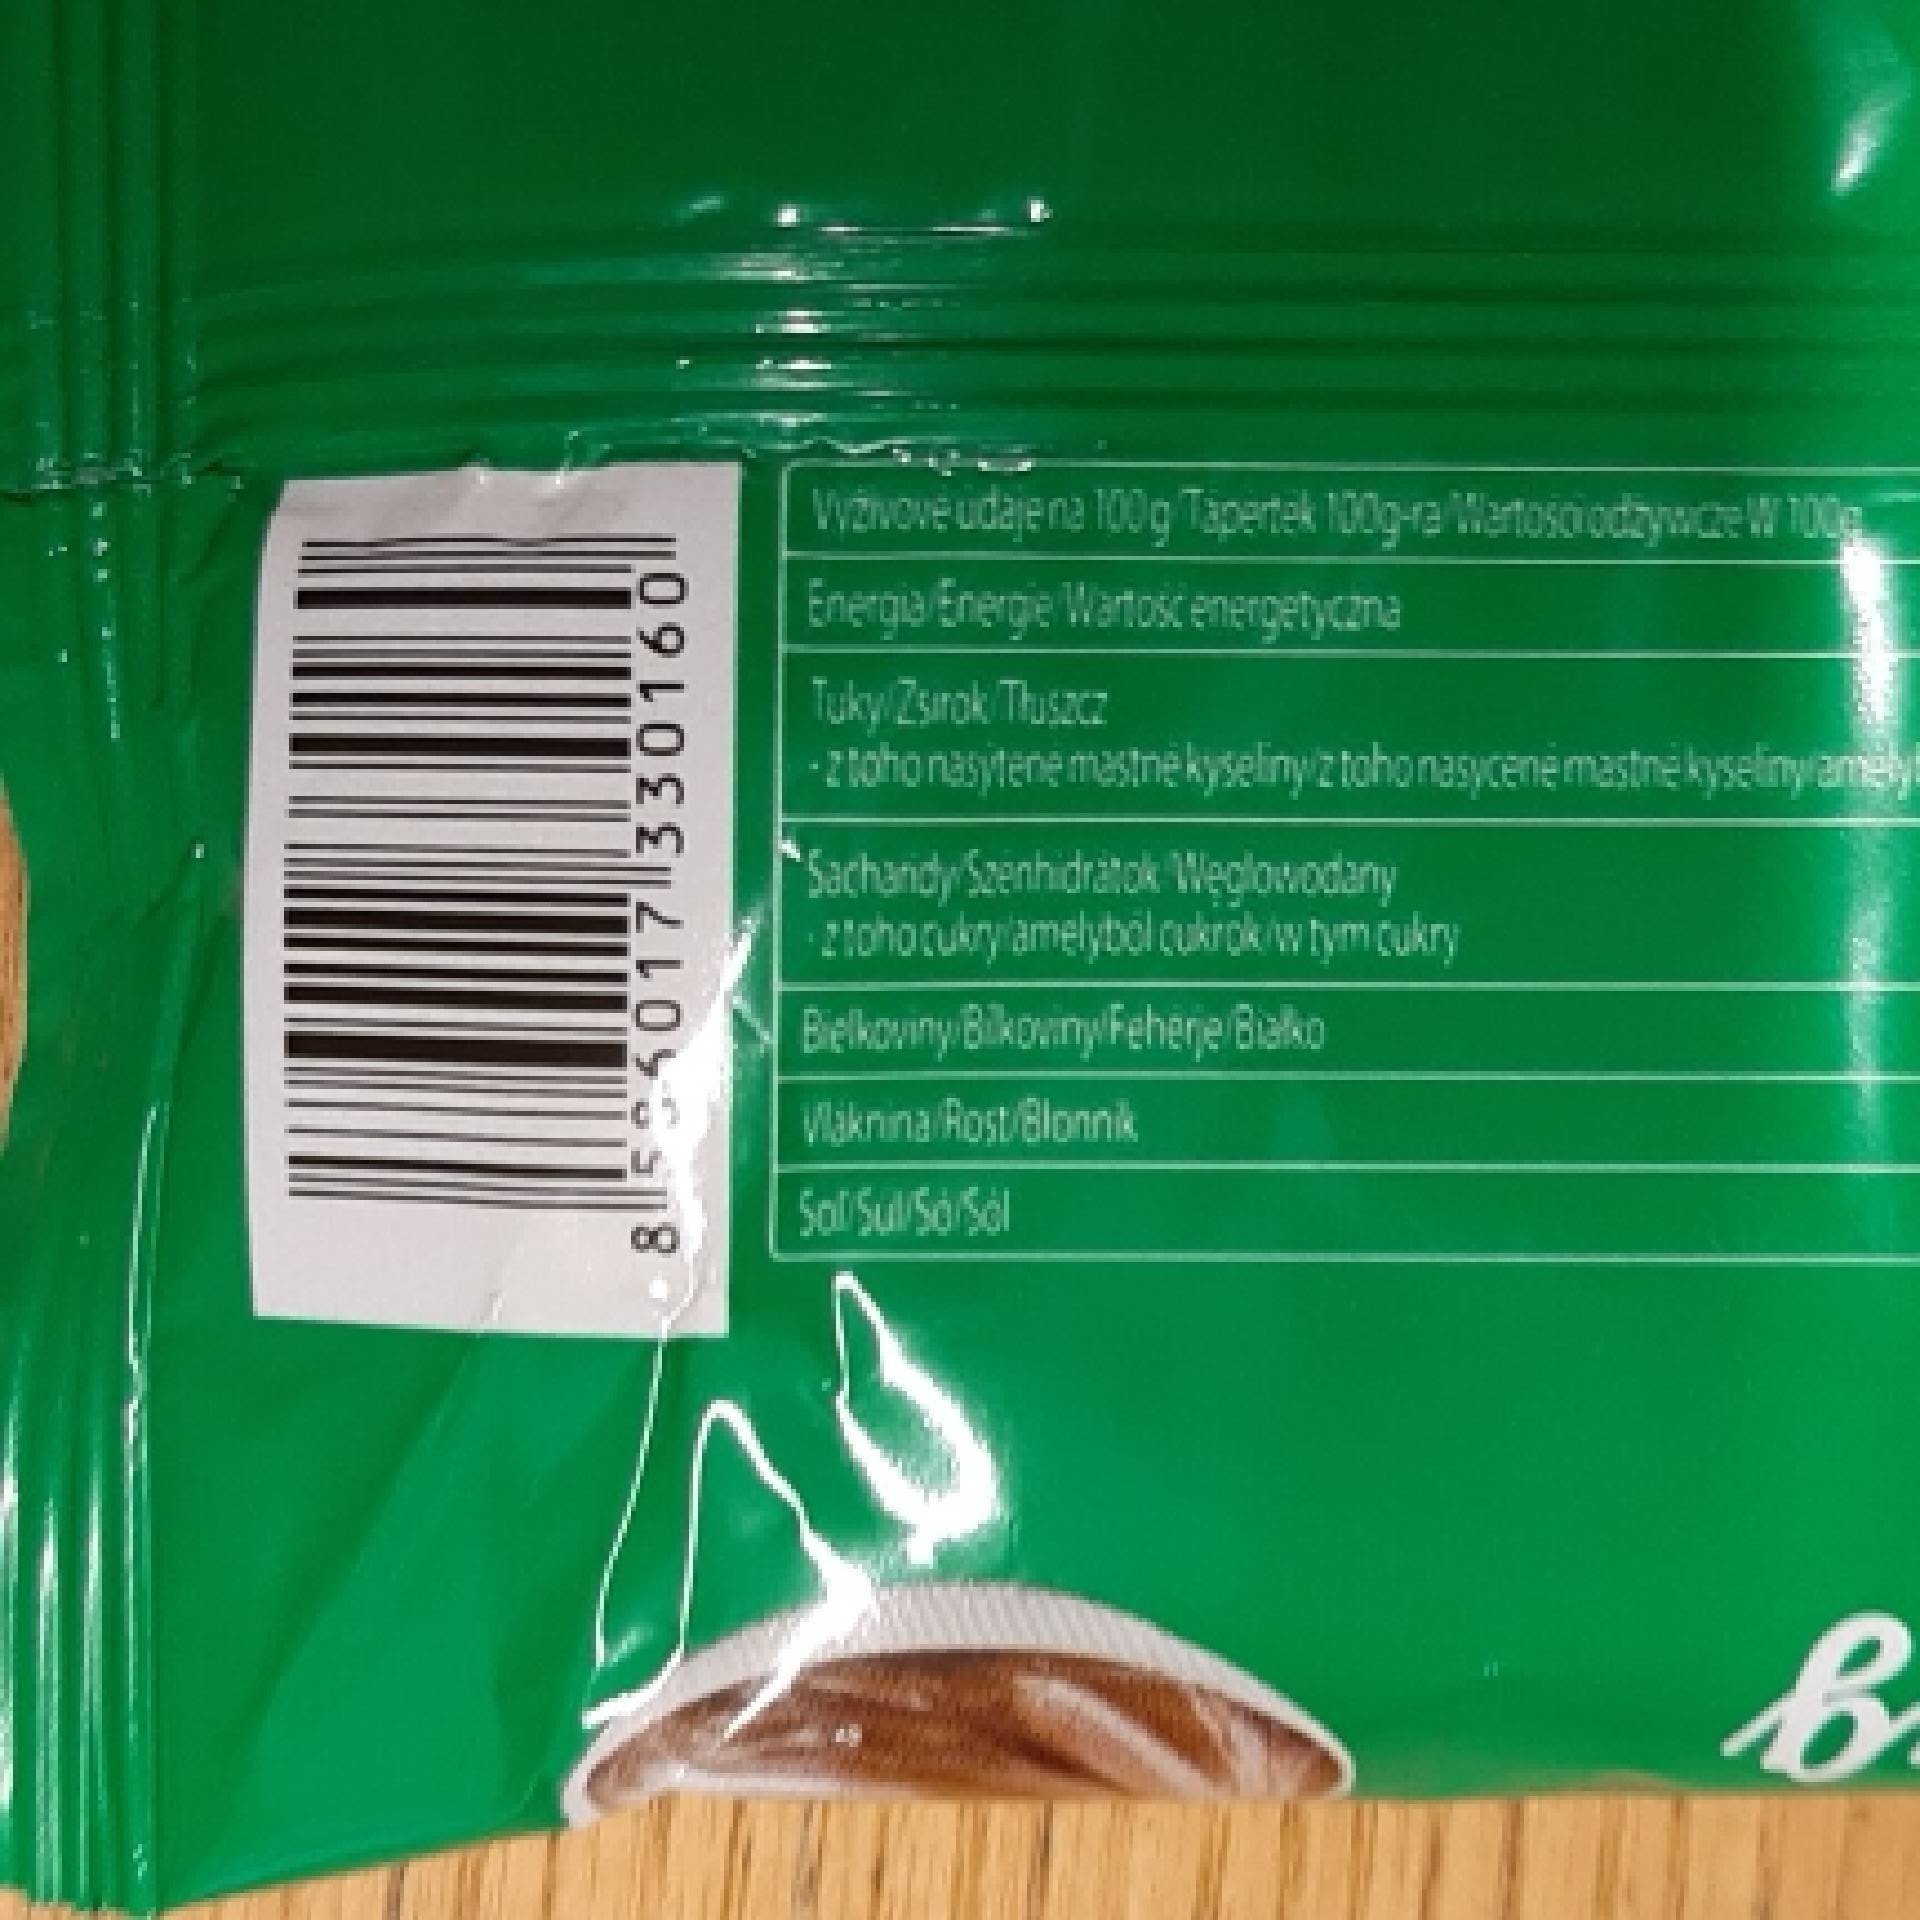 8 586017 330160
Výživové údaje na 100 g/Tápérték 100g-ra/Wartości odżywcze W 100g
Energia/Energie/Wartość energetyczna
Tuky/Zsírok/Tłuszcz
- z toho nasýtené mastné kyseliny/z toho nasycené mastné kyseliny/
Sacharidy/Szénhidrátok/Węglowodany
- z toho cukry/amelyből cukrok/w tym cukry
Bielkoviny/Bílkoviny/Fehérje/Białko
Vláknina/Rost/Błonnik
Soľ/Sůl/Só/Sól